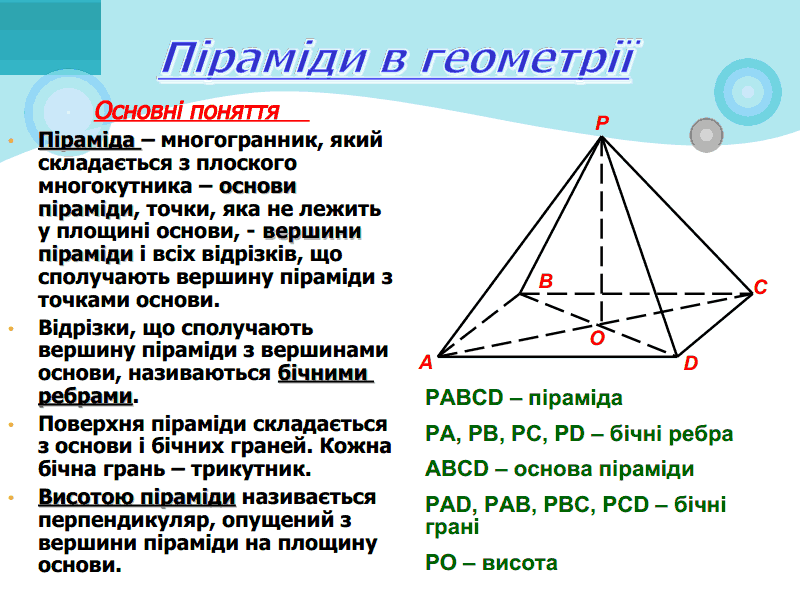 Піраміди в геометрії
Основні поняття
• Піраміда – многогранник, який
складається з плоского
многокутника – основи
піраміди, точки, яка не лежить
у площині основи, - вершини
піраміди і всіх відрізків, що
сполучають вершину піраміди з
точками основи.
• Відрізки, що сполучають
вершину піраміди з вершинами
основи, називаються бічними
ребрами.
• Поверхня піраміди складається
з основи і бічних граней. Кожна
бічна грань – трикутник.
• Висотою піраміди називається
перпендикуляр, опущений з
вершини піраміди на площину
основи.
P
B
C
O
A
D
PABCD – піраміда
PA, PB, PC, PD – бічні ребра
ABCD – основа піраміди
PAD, PAB, PBC, PCD – бічні
грані
PO – висота